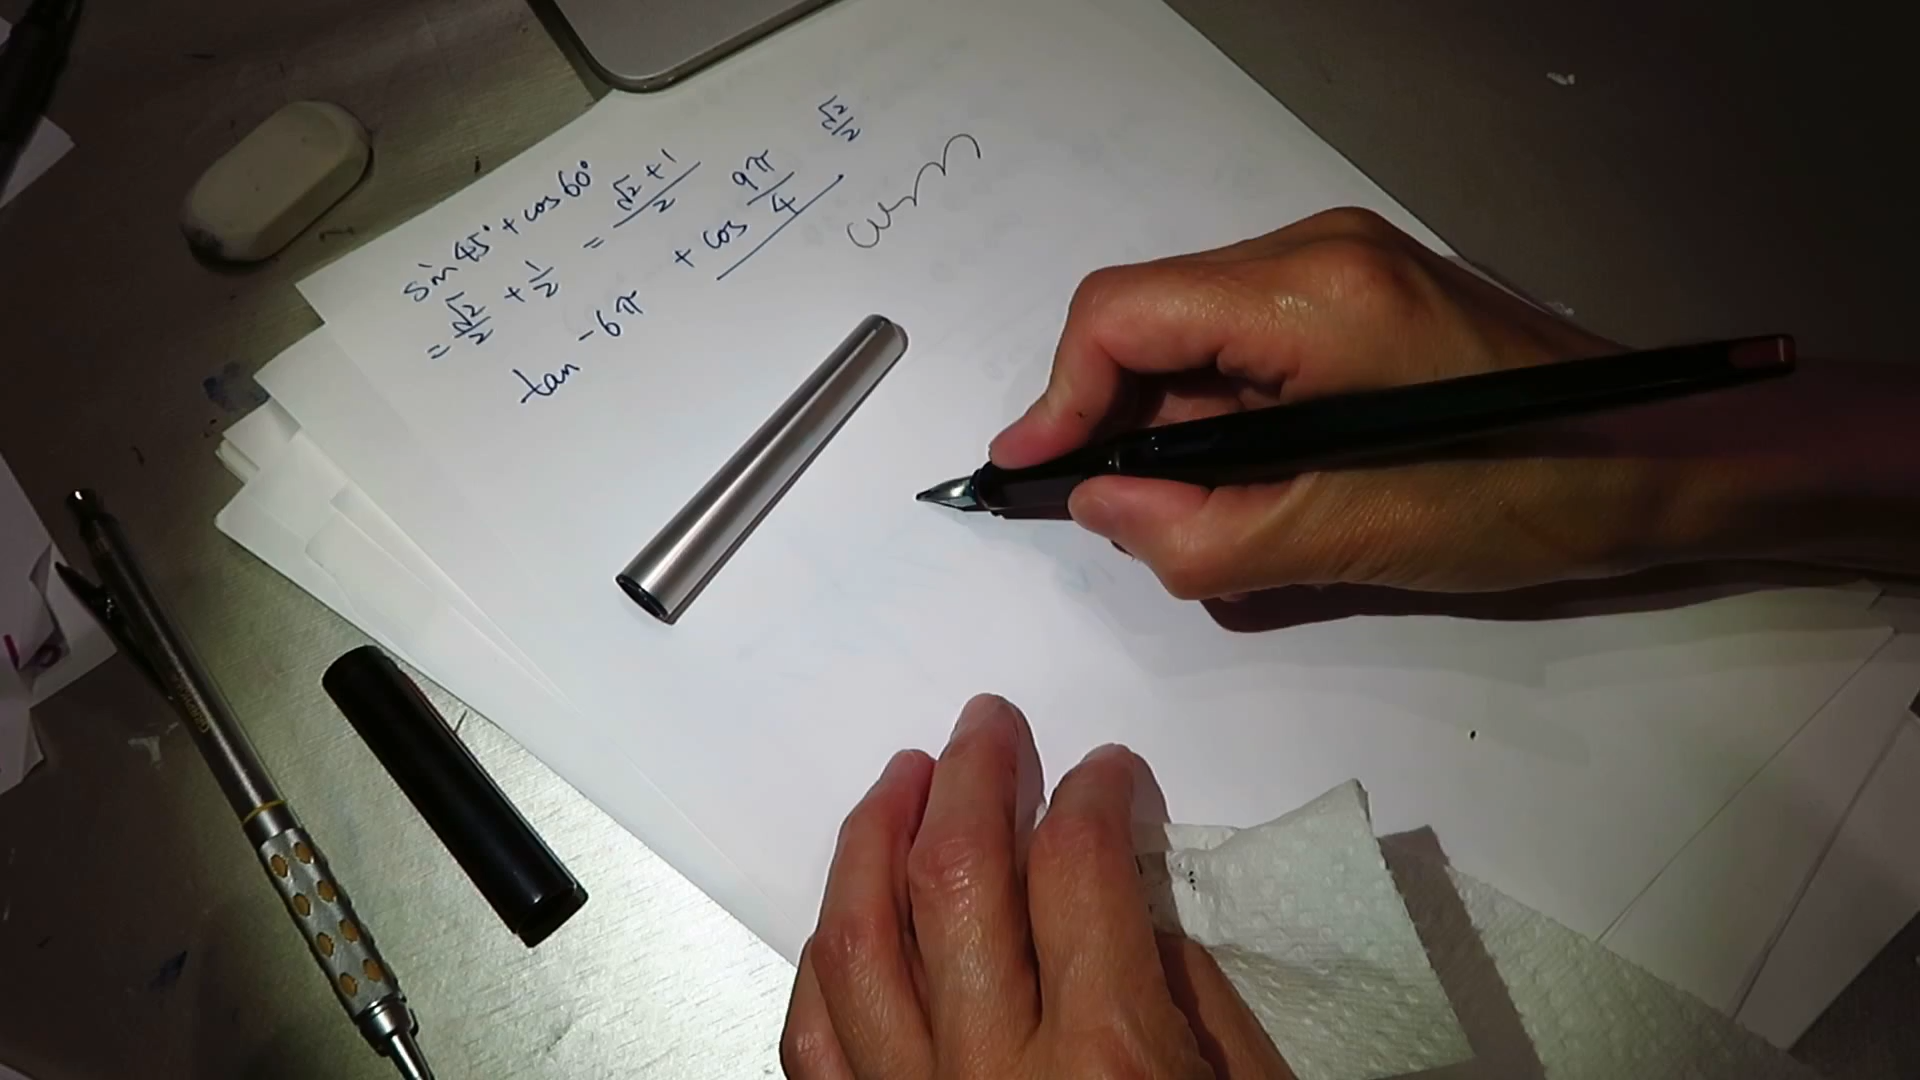 sin 45° + cos 60°
= √2/2 + 1/2 = (√2 + 1)/2
tan -6π + cos 9π/4
√2/2